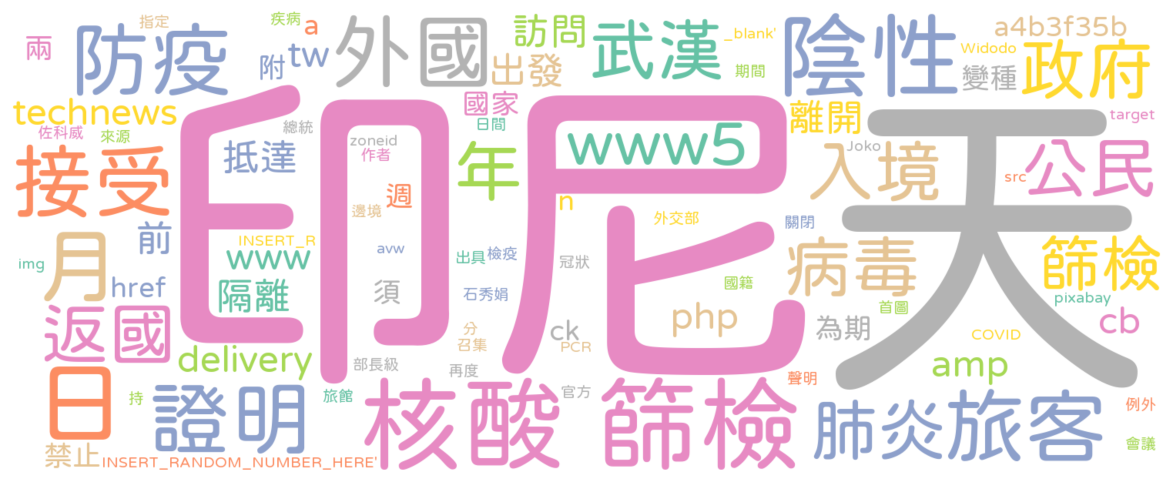 兩
防疫
指定
疾病
a
tw
附
外國
訪問
出發
武漢
_blank'
期間
陰性
Widodo
變種
a4b3f35b
政府
technews
佐科威
來源
印尼
總統
zoneid
作者
國家
日間
www5
離開
天
target
接受
抵達
年
Joko
入境
src
公民
週
邊境
n
外交部
關閉
前
INSERT_R
www
avw
出具
檢疫
冠狀
病毒
篩檢
月
img
href
隔離
須
石秀娟
國籍
首圖
pixabay
返國
php
為期
cb
ck
分
召集
PCR
COVID
delivery
部長級
再度
amp
聲明
日
持
證明
旅館
核酸 篩檢
官方
肺炎
旅客
例外
會議
禁止
INSERT_RANDOM_NUMBER_HERE'